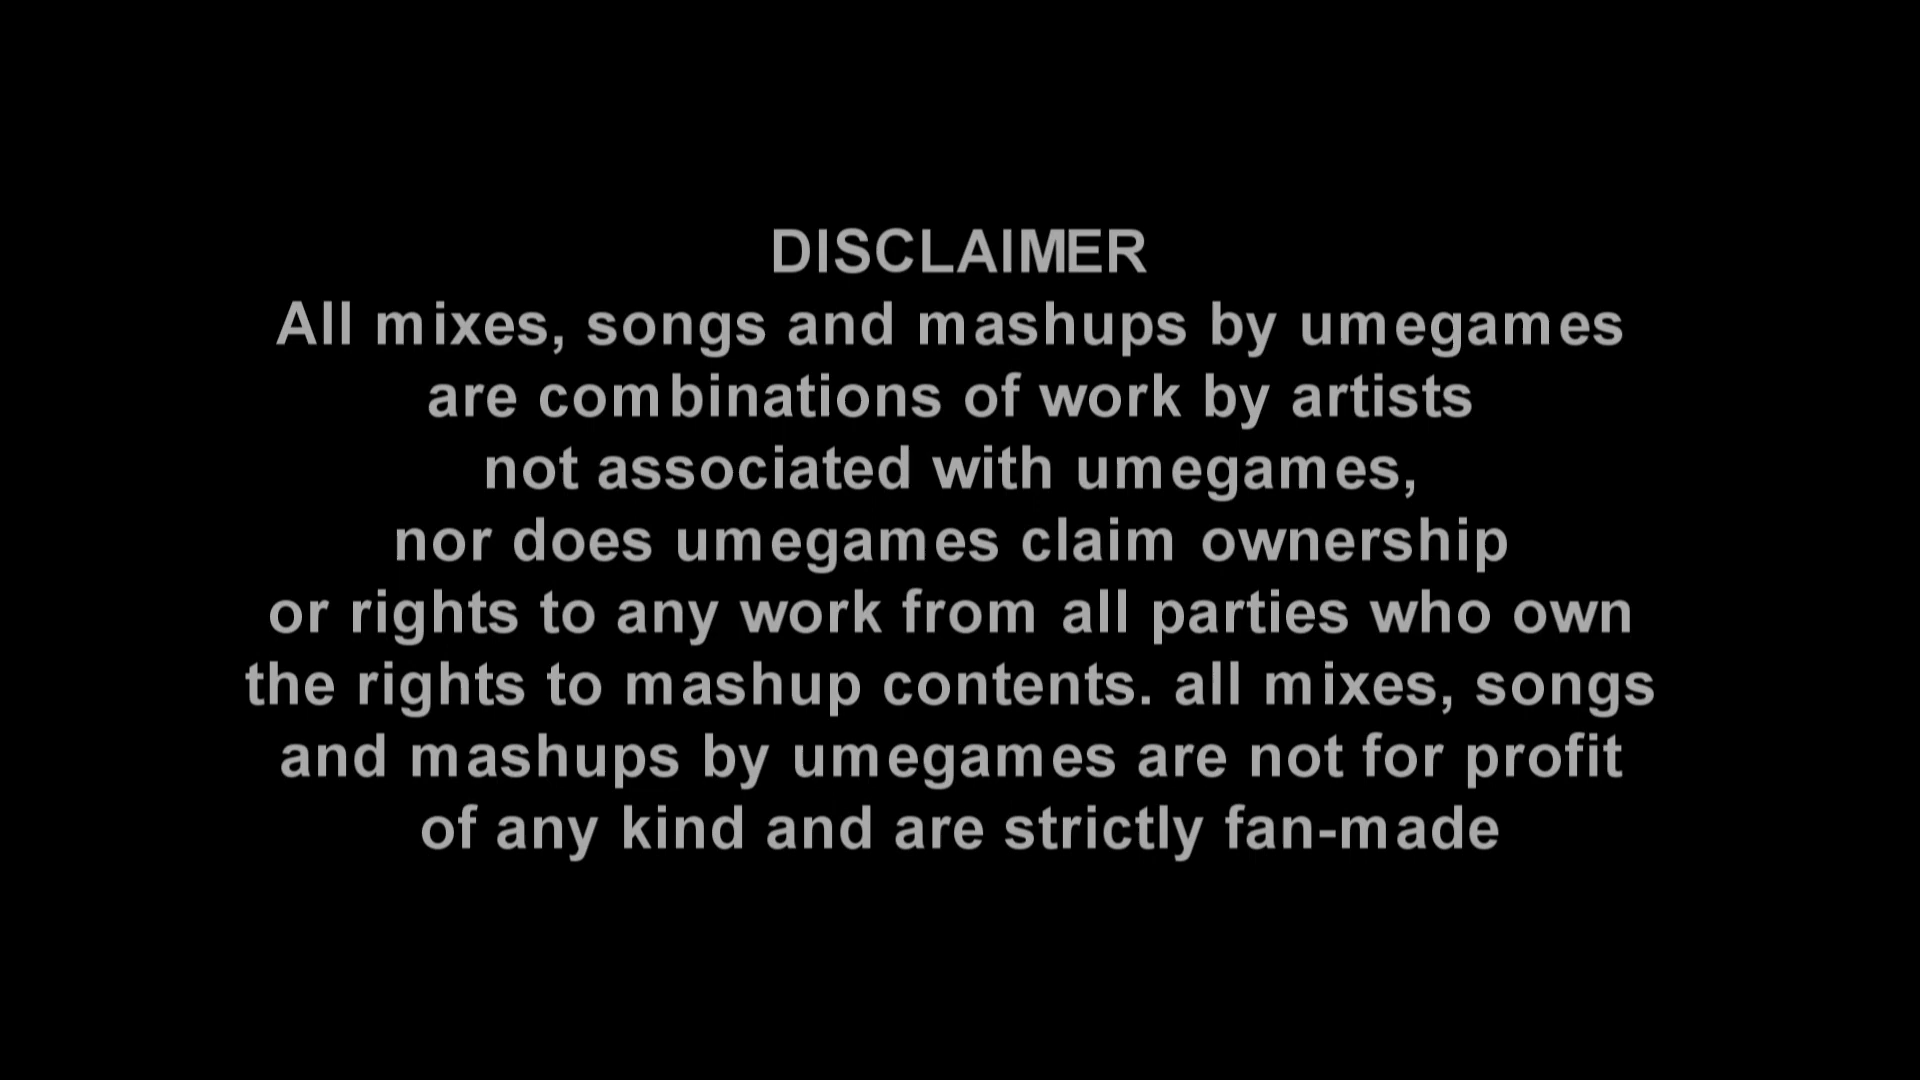 DISCLAIMER
All mixes, songs and mashups by umegames
are combinations of work by artists
not associated with umegames,
nor does umegames claim ownership
or rights to any work from all parties who own
the rights to mashup contents. all mixes, songs
and mashups by umegames are not for profit
of any kind and are strictly fan-made